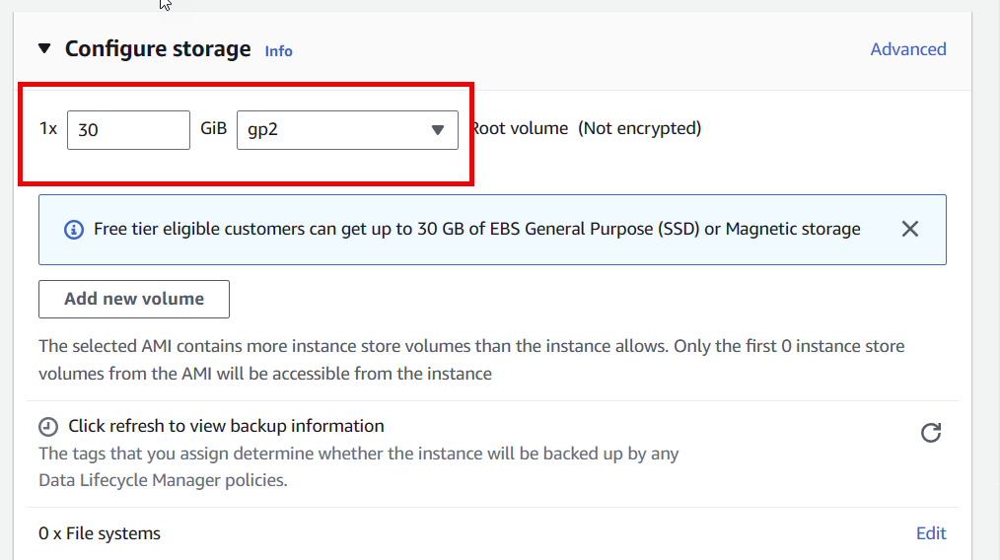 Configure storage Info Advanced
1x 30 GiB gp2 Root volume (Not encrypted)
Free tier eligible customers can get up to 30 GB of EBS General Purpose (SSD) or Magnetic storage
Add new volume
The selected AMI contains more instance store volumes than the instance allows. Only the first 0 instance store
volumes from the AMI will be accessible from the instance
Click refresh to view backup information
The tags that you assign determine whether the instance will be backed up by any
Data Lifecycle Manager policies.
0 x File systems Edit